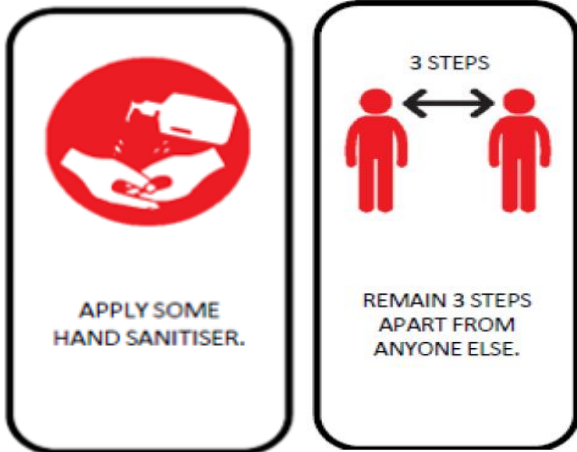 APPLY SOME
HAND SANITISER.
3 STEPS
REMAIN 3 STEPS
APART FROM
ANYONE ELSE.